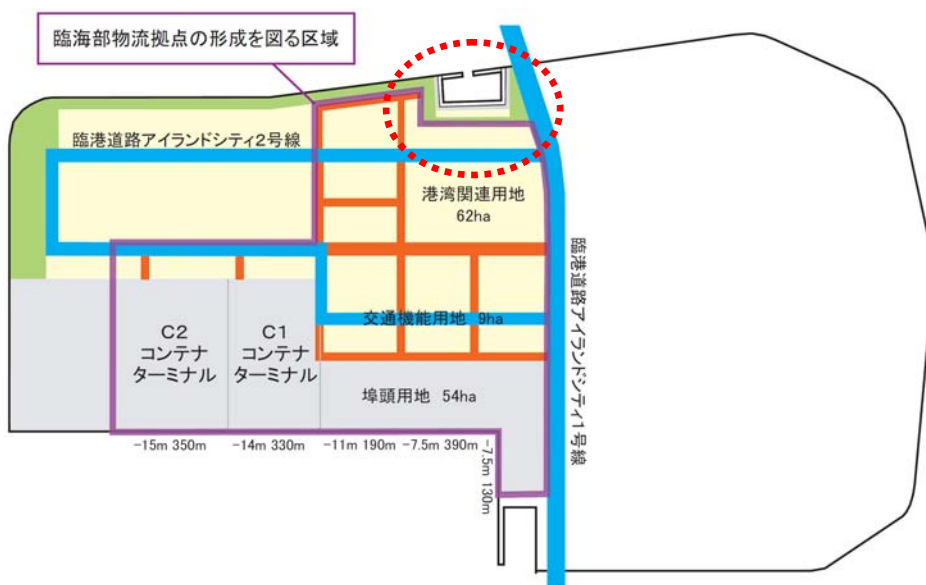 臨海部物流拠点の形成を図る区域
臨港道路アイランドシティ2号線
港湾関連用地
62ha
臨港道路アイランドシティ1号線
交通機能用地 9ha
C2
コンテナ
ターミナル
C1
コンテナ
ターミナル
埠頭用地 54ha
-15m 350m
-14m 330m
-11m 190m
-7.5m 390m
-7.5m 130m